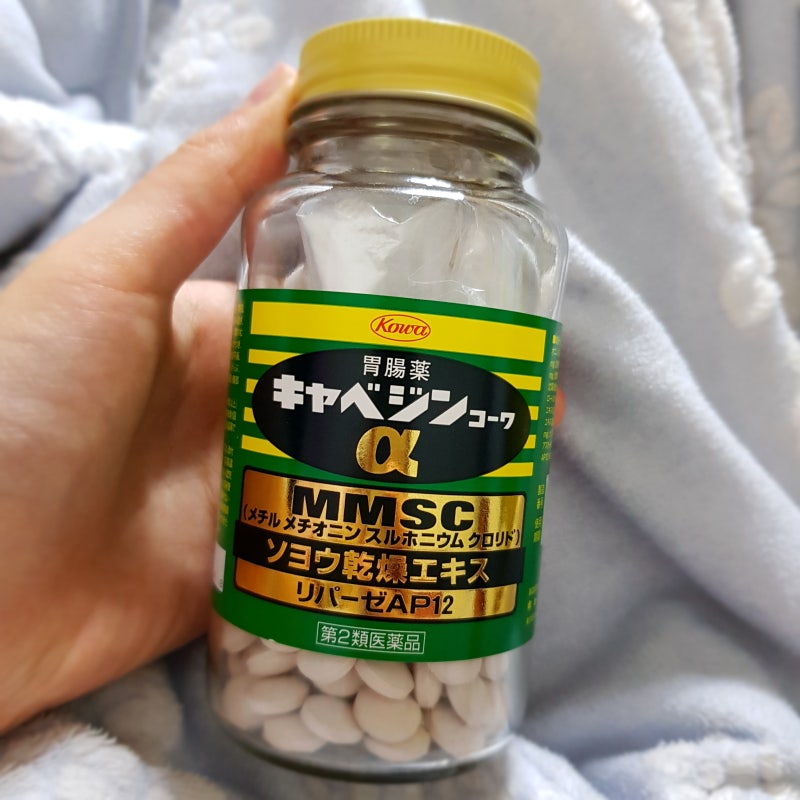 Kowa
胃腸薬
キャベジンコーワ
α
MMSC
(メチル メチオニン スルホニウム クロリド)
ソヨウ乾燥エキス
リパーゼAP12
第2類医薬品